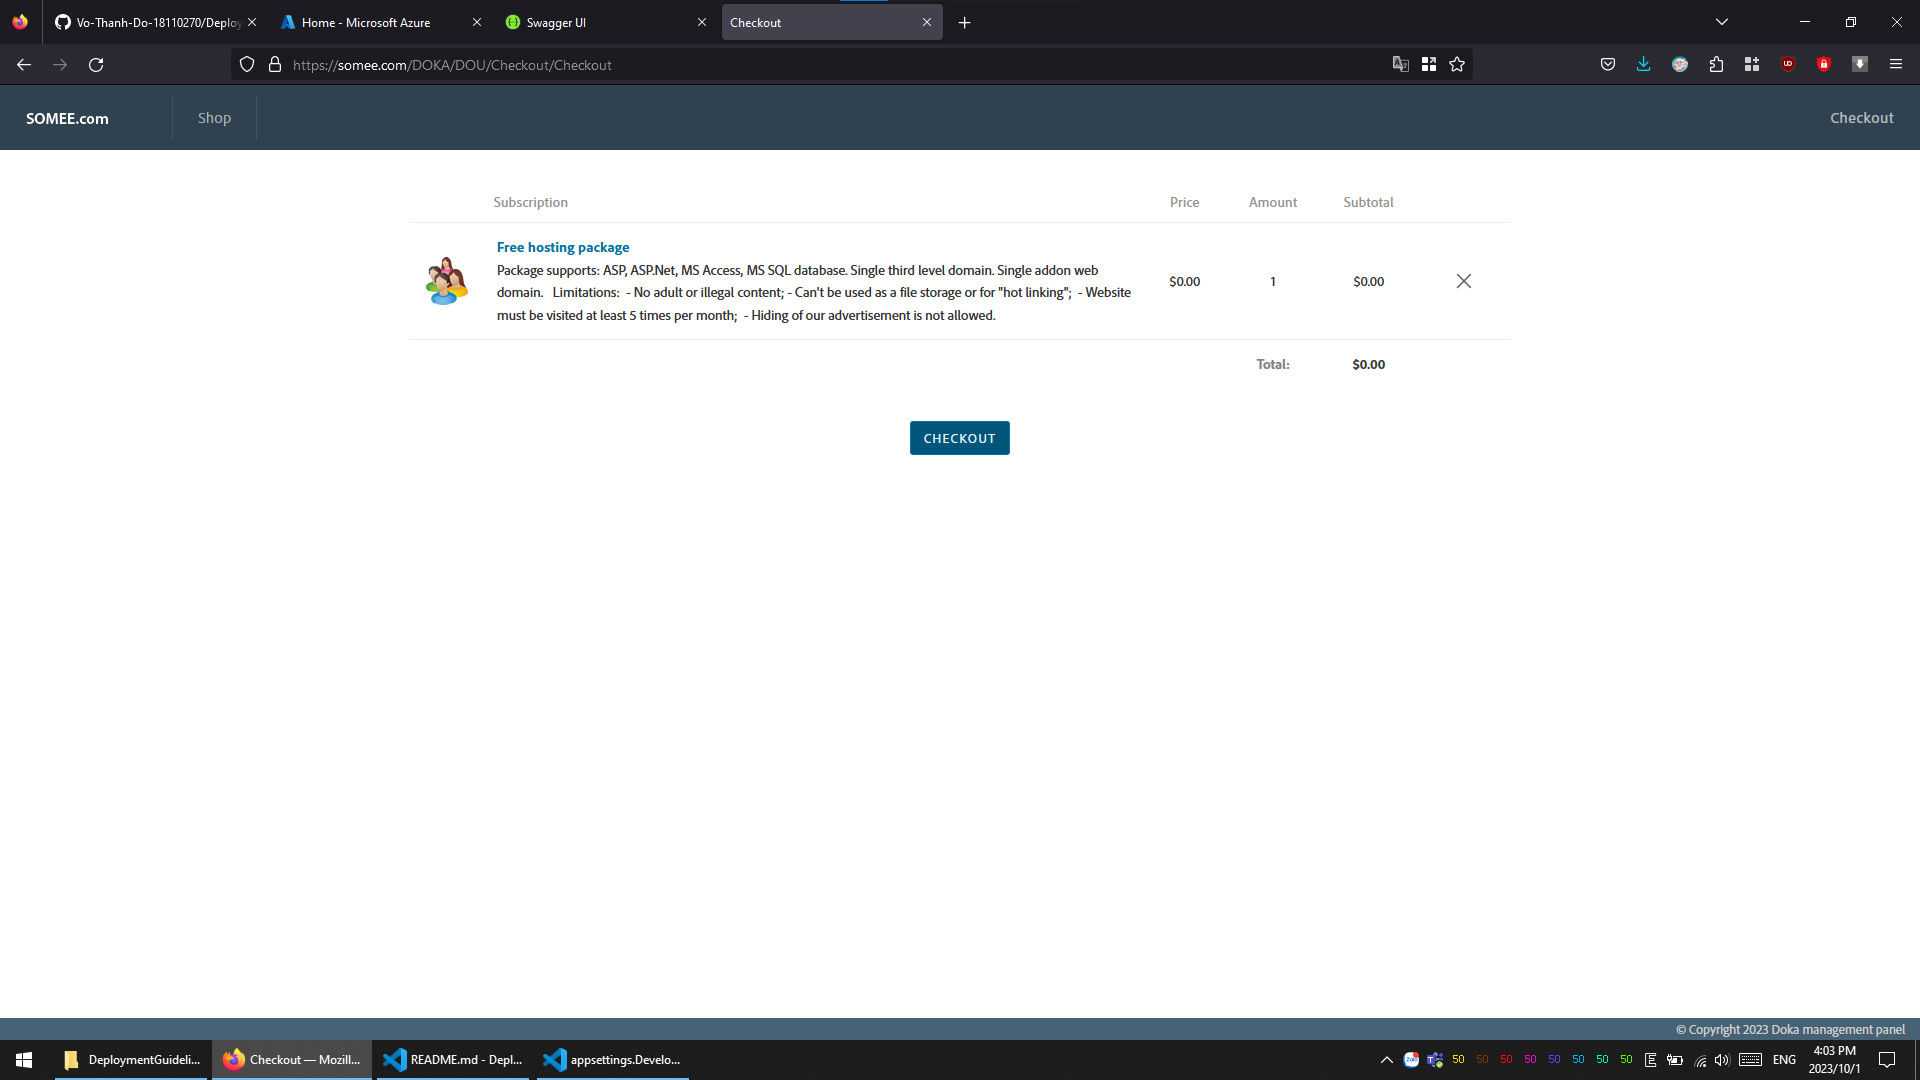 Vo-Thanh-Do-18110270/Deploy
Home - Microsoft Azure
Swagger UI
Checkout
https://somee.com/DOKA/DOU/Checkout/Checkout
SOMEE.com
Shop
Checkout
Subscription Price Amount Subtotal
Free hosting package
Package supports: ASP, ASP.Net, MS Access, MS SQL database. Single third level domain. Single addon web
domain. Limitations: - No adult or illegal content; - Can't be used as a file storage or for "hot linking"; - Website
must be visited at least 5 times per month; - Hiding of our advertisement is not allowed.
$0.00 1 $0.00
Total: $0.00
CHECKOUT
© Copyright 2023 Doka management panel
DeploymentGuideli...
Checkout — Mozill...
README.md - Depl...
appsettings.Develo...
50 50 50 50 50 50 50 50
ENG
4:03 PM
2023/10/1